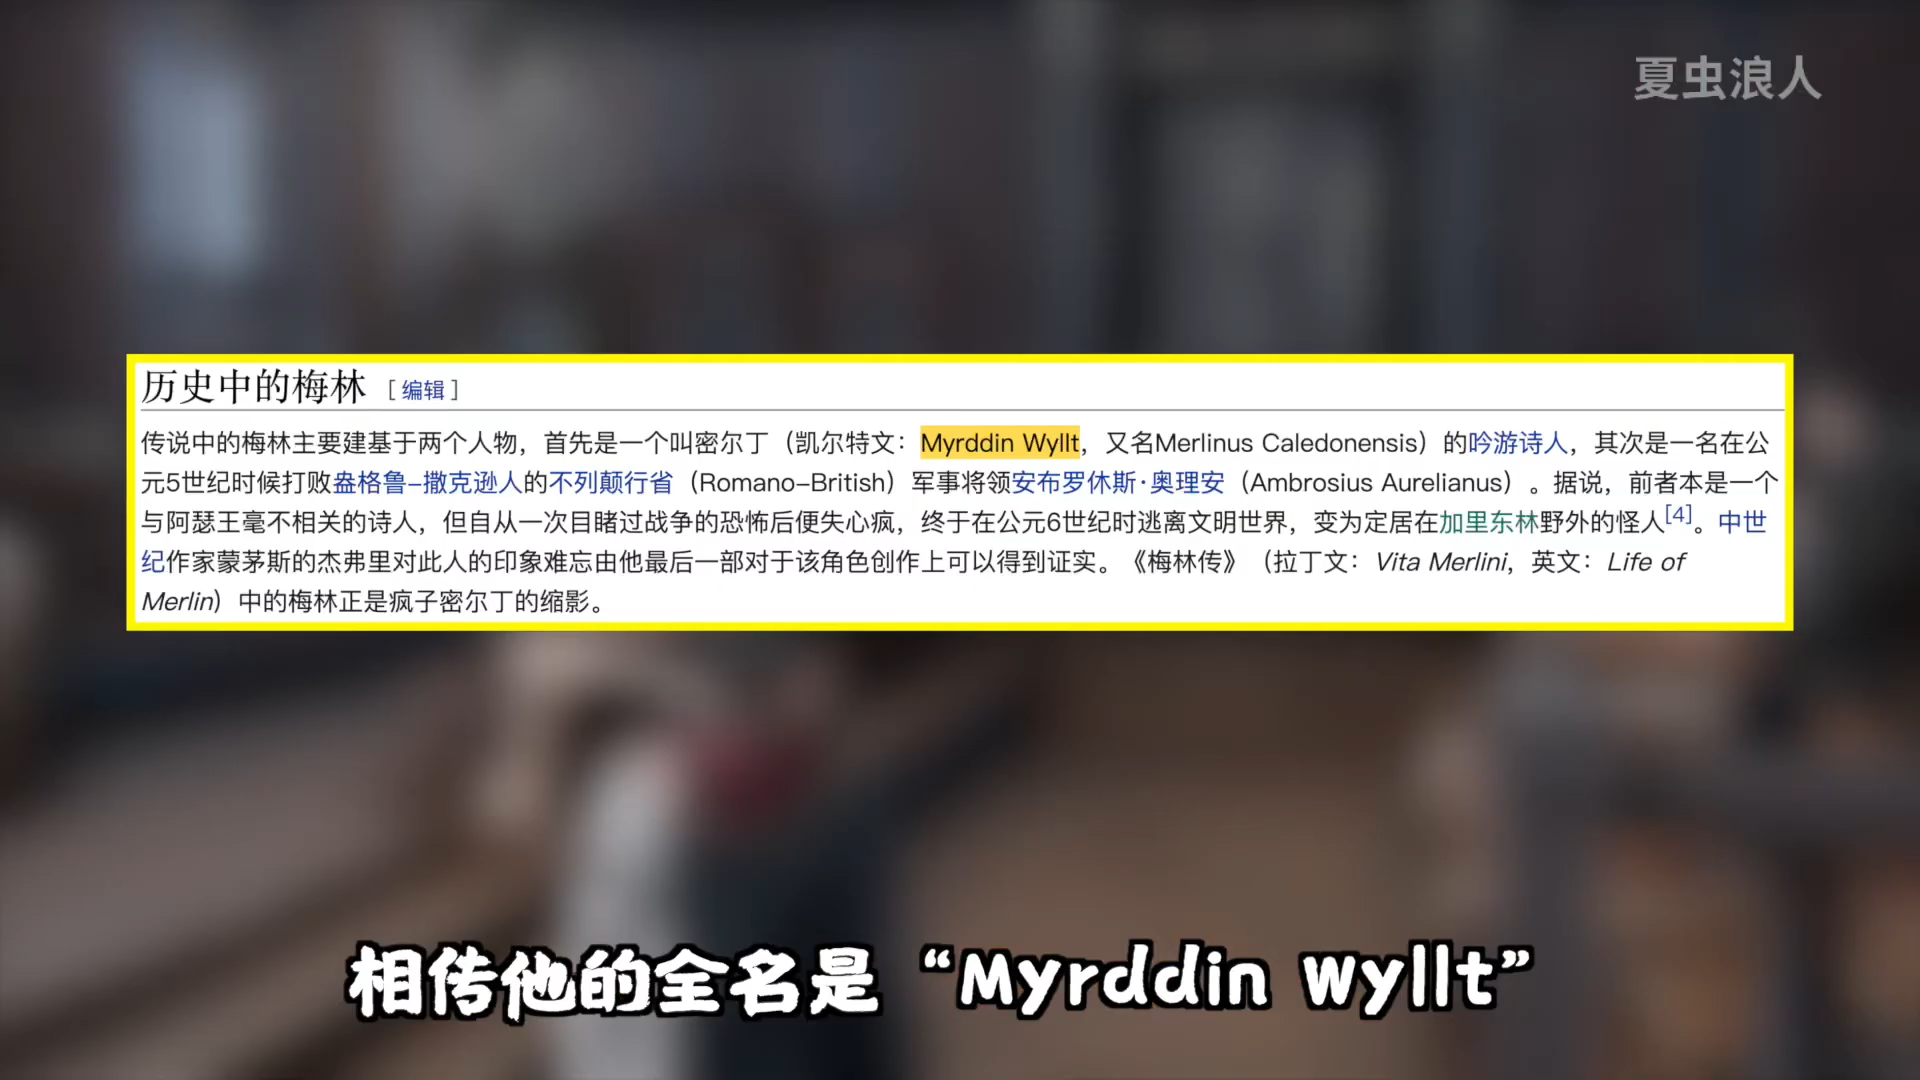 夏虫浪人
历史中的梅林 [ 编辑 ]
传说中的梅林主要建基于两个人物，首先是一个叫密尔丁（凯尔特文：Myrddin Wyllt，又名Merlinus Caledonensis）的吟游诗人，其次是一名在公
元5世纪时候打败盎格鲁-撒克逊人的不列颠行省（Romano-British）军事将领安布罗休斯·奥理安（Ambrosius Aurelianus）。据说，前者本是一个
与阿瑟王毫不相关的诗人，但自从一次目睹过战争的恐怖后便失心疯，终于在公元6世纪时逃离文明世界，变为定居在加里东林野外的怪人[4]。中世
纪作家蒙茅斯的杰弗里对此人的印象难忘由他最后一部对于该角色创作上可以得到证实。《梅林传》（拉丁文：Vita Merlini，英文：Life of
Merlin）中的梅林正是疯子密尔丁的缩影。
相传他的全名是“Myrddin Wyllt”